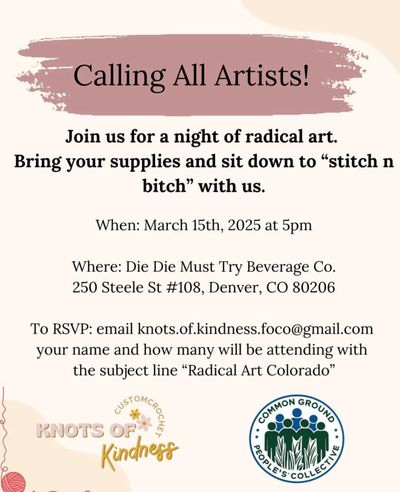 Calling All Artists!
Join us for a night of radical art.
Bring your supplies and sit down to “stitch n
bitch” with us.
When: March 15th, 2025 at 5pm
Where: Die Die Must Try Beverage Co.
250 Steele St #108, Denver, CO 80206
To RSVP: email knots.of.kindness.foco@gmail.com
your name and how many will be attending with
the subject line “Radical Art Colorado”
CUSTOMCROCHET
KNOTS OF
Kindness
COMMON GROUND
PEOPLE'S COLLECTIVE